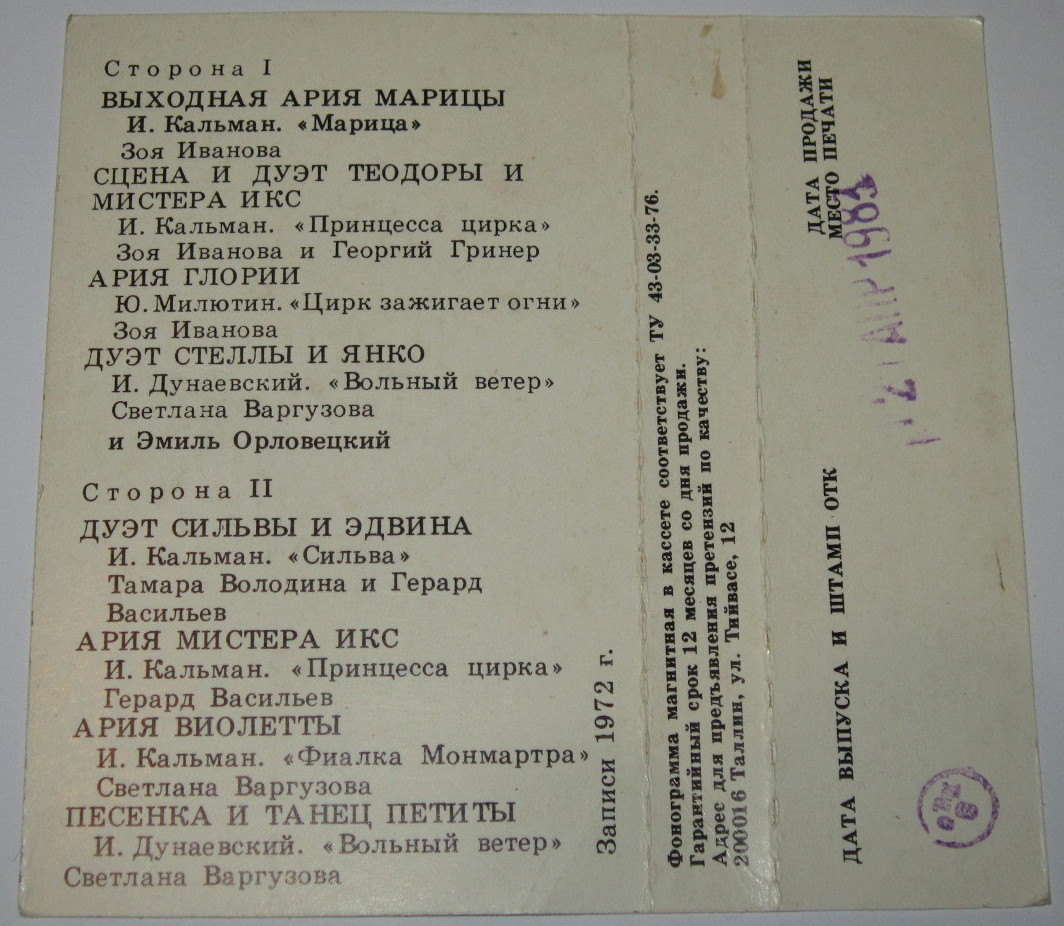 Сторона I
ВЫХОДНАЯ АРИЯ МАРИЦЫ
И. Кальман. «Марица»
Зоя Иванова
СЦЕНА И ДУЭТ ТЕОДОРЫ И
МИСТЕРА ИКС
И. Кальман. «Принцесса цирка»
Зоя Иванова и Георгий Гринер
АРИЯ ГЛОРИИ
Ю. Милютин. «Цирк зажигает огни»
Зоя Иванова
ДУЭТ СТЕЛЛЫ И ЯНКО
И. Дунаевский. «Вольный ветер»
Светлана Варгузова
и Эмиль Орловецкий
Сторона II
ДУЭТ СИЛЬВЫ И ЭДВИНА
И. Кальман. «Сильва»
Тамара Володина и Герард
Васильев
АРИЯ МИСТЕРА ИКС
И. Кальман. «Принцесса цирка»
Герард Васильев
АРИЯ ВИОЛЕТТЫ
И. Кальман. «Фиалка Монмартра»
Светлана Варгузова
ПЕСЕНКА И ТАНЕЦ ПЕТИТЫ
И. Дунаевский. «Вольный ветер»
Светлана Варгузова
Записи 1972 г.
Фонограмма магнитная в кассете соответствует ТУ 43-03-33-76.
Гарантийный срок 12 месяцев со дня продажи.
Адрес для предъявления претензий по качеству:
200016 Таллин, ул. Тийвасе, 12
ДАТА ПРОДАЖИ
МЕСТО ПЕЧАТИ
ДАТА ВЫПУСКА И ШТАМП ОТК
АПР